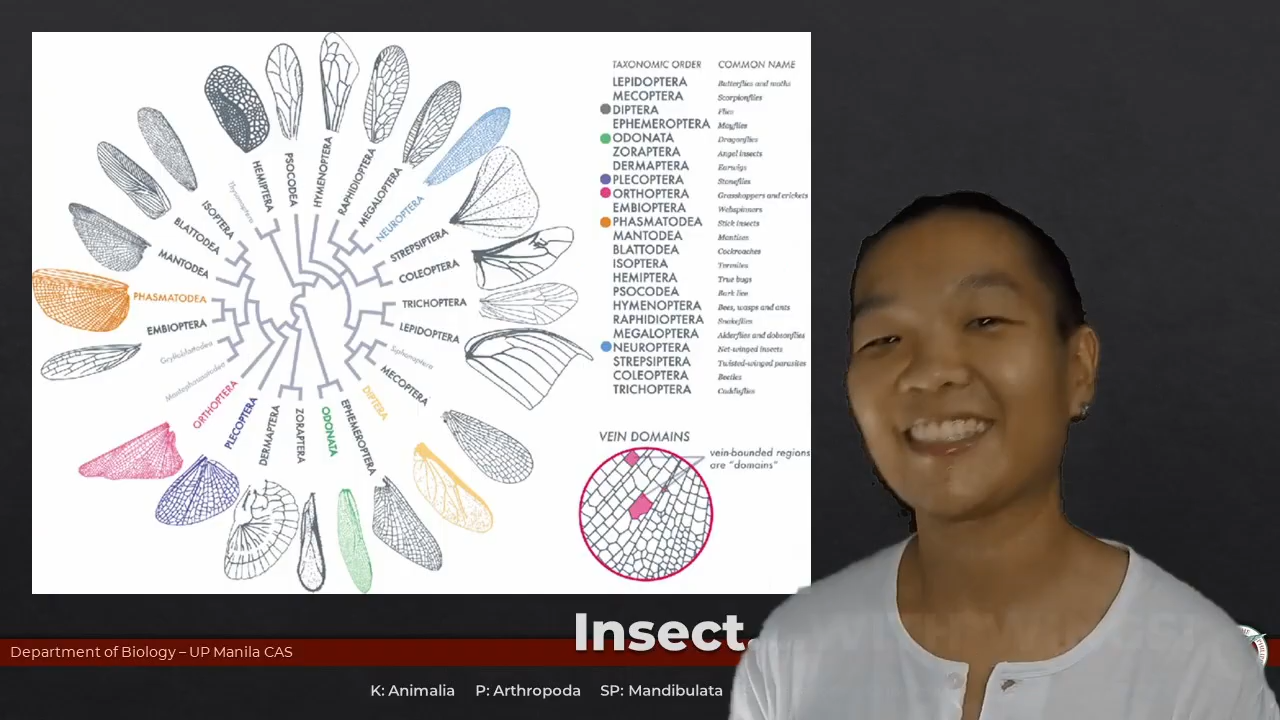 HEMIPTERA
PSOCODEA
HYMENOPTERA
RAPHIDIOPTERA
MEGALOPTERA
NEUROPTERA
STREPSIPTERA
COLEOPTERA
TRICHOPTERA
LEPIDOPTERA
Siphonaptera
MECOPTERA
DIPTERA
EPHEMEROPTERA
ODONATA
ZORAPTERA
DERMAPTERA
PLECOPTERA
ORTHOPTERA
Mantophasmatodea
Grylloblattodea
EMBIOPTERA
PHASMATODEA
MANTODEA
BLATTODEA
ISOPTERA
TAXONOMIC ORDER COMMON NAME
LEPIDOPTERA Butterflies and moths
MECOPTERA Scorpionflies
DIPTERA Flies
EPHEMEROPTERA Mayflies
ODONATA Dragonflies
ZORAPTERA Angel insects
DERMAPTERA Earwigs
PLECOPTERA Stoneflies
ORTHOPTERA Grasshoppers and crickets
EMBIOPTERA Webspinners
PHASMATODEA Stick insects
MANTODEA Mantises
BLATTODEA Cockroaches
ISOPTERA Termites
HEMIPTERA True bugs
PSOCODEA Bark lice
HYMENOPTERA Bees, wasps and ants
RAPHIDIOPTERA Snakeflies
MEGALOPTERA Alderflies and dobsonflies
NEUROPTERA Net-winged insects
STREPSIPTERA Twisted-winged parasites
COLEOPTERA Beetles
TRICHOPTERA Caddisflies
VEIN DOMAINS
vein-bounded regions
are "domains"
Insect.
Department of Biology – UP Manila CAS
K: Animalia P: Arthropoda SP: Mandibulata